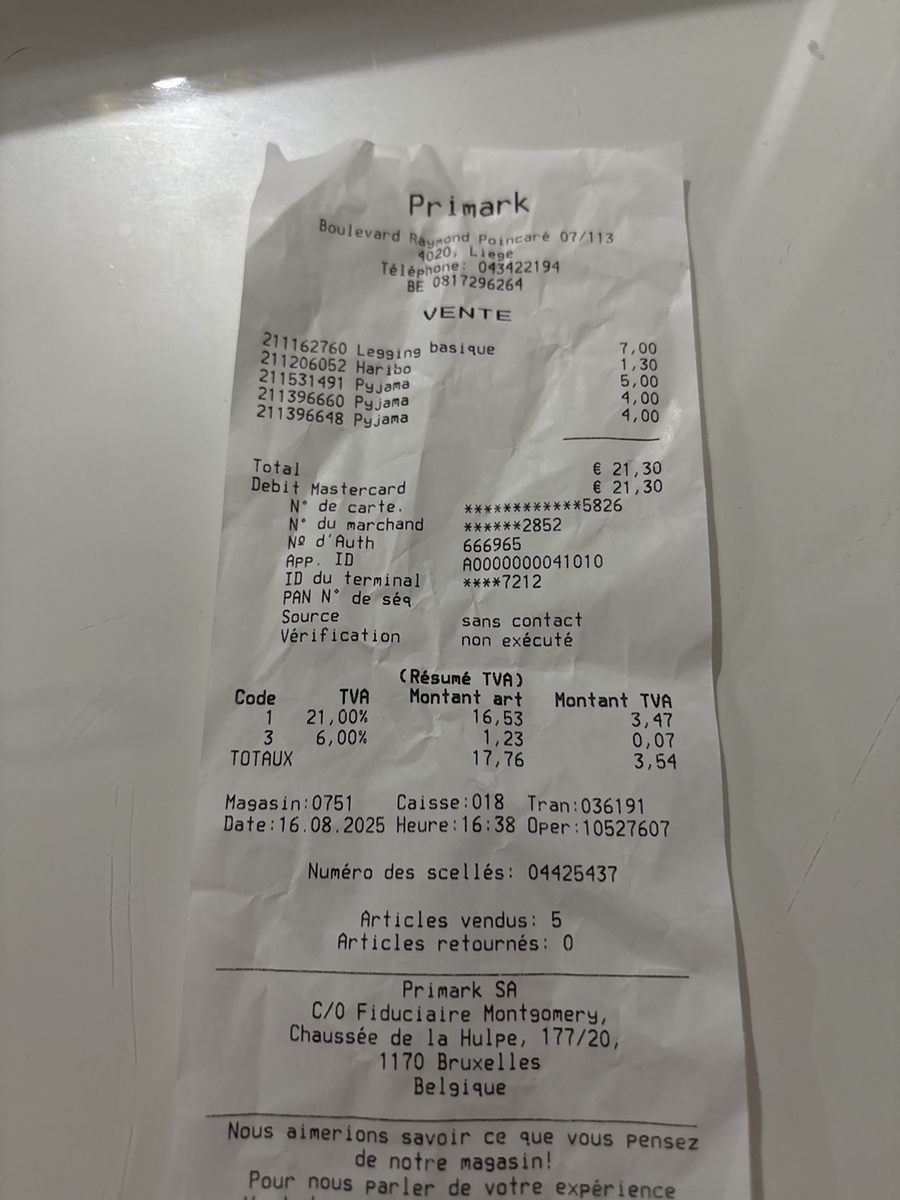 Primark
Boulevard Raymond Poincaré 07/113
4020, Liege
Téléphone: 043422194
BE 0817296264
VENTE
211162760 Legging basique 7,00
211206052 Haribo 1,30
211531491 Pyjama 5,00
211396660 Pyjama 4,00
211396648 Pyjama 4,00
Total € 21,30
Debit Mastercard € 21,30
N° de carte. ************5826
N° du marchand ******2852
Nº d'Auth 666965
App. ID A0000000041010
ID du terminal ****7212
PAN N° de séq
Source sans contact
Vérification non exécuté
(Résumé TVA)
Code TVA Montant art Montant TVA
1 21,00% 16,53 3,47
3 6,00% 1,23 0,07
TOTAUX 17,76 3,54
Magasin:0751 Caisse:018 Tran:036191
Date:16.08.2025 Heure:16:38 Oper:10527607
Numéro des scellés: 04425437
Articles vendus: 5
Articles retournés: 0
Primark SA
C/O Fiduciaire Montgomery,
Chaussée de la Hulpe, 177/20,
1170 Bruxelles
Belgique
Nous aimerions savoir ce que vous pensez
de notre magasin!
Pour nous parler de votre expérience